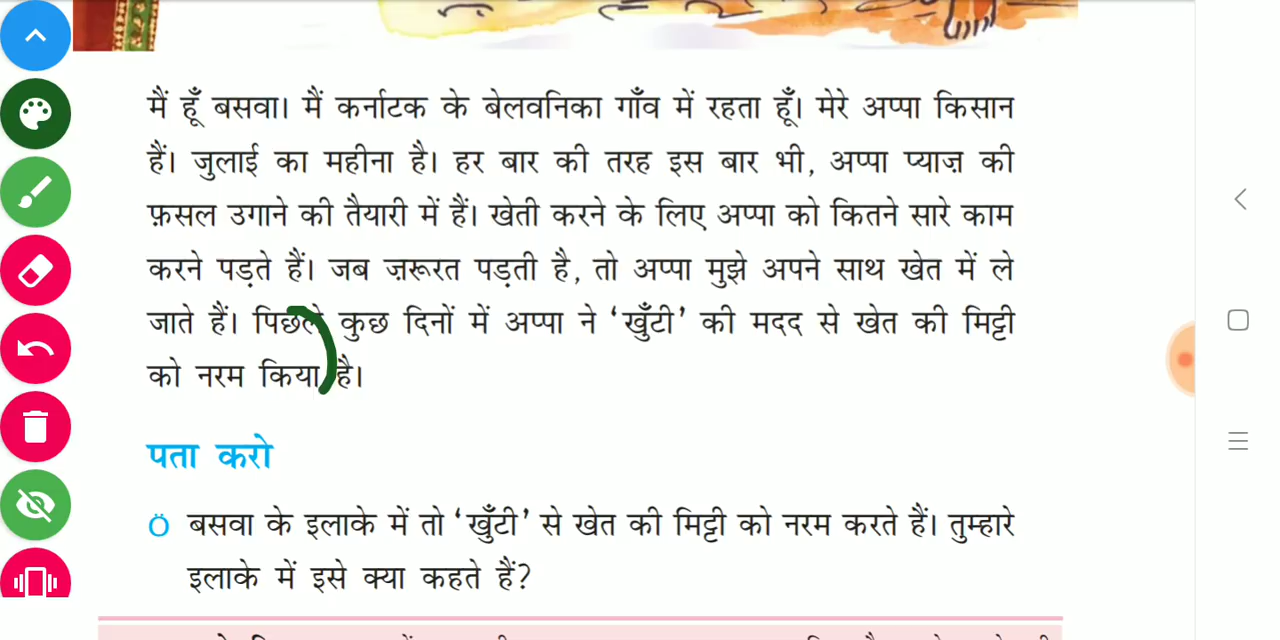 मैं हूँ बसवा। मैं कर्नाटक के बेलवनिका गाँव में रहता हूँ। मेरे अप्पा किसान
हैं। जुलाई का महीना है। हर बार की तरह इस बार भी, अप्पा प्याज़ की
फ़सल उगाने की तैयारी में हैं। खेती करने के लिए अप्पा को कितने सारे काम
करने पड़ते हैं। जब ज़रूरत पड़ती है, तो अप्पा मुझे अपने साथ खेत में ले
जाते हैं। पिछले कुछ दिनों में अप्पा ने ‘खुँटी’ की मदद से खेत की मिट्टी
को नरम किया है।
पता करो
Ö बसवा के इलाके में तो ‘खुँटी’ से खेत की मिट्टी को नरम करते हैं। तुम्हारे
इलाके में इसे क्या कहते हैं?